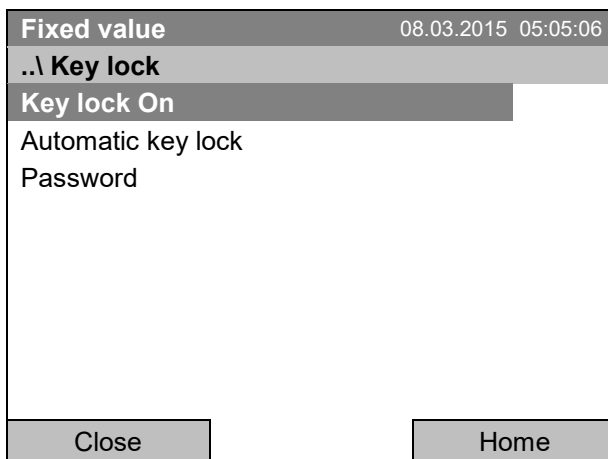 Fixed value 08.03.2015 05:05:06
..\ Key lock
Key lock On
Automatic key lock
Password
Close Home